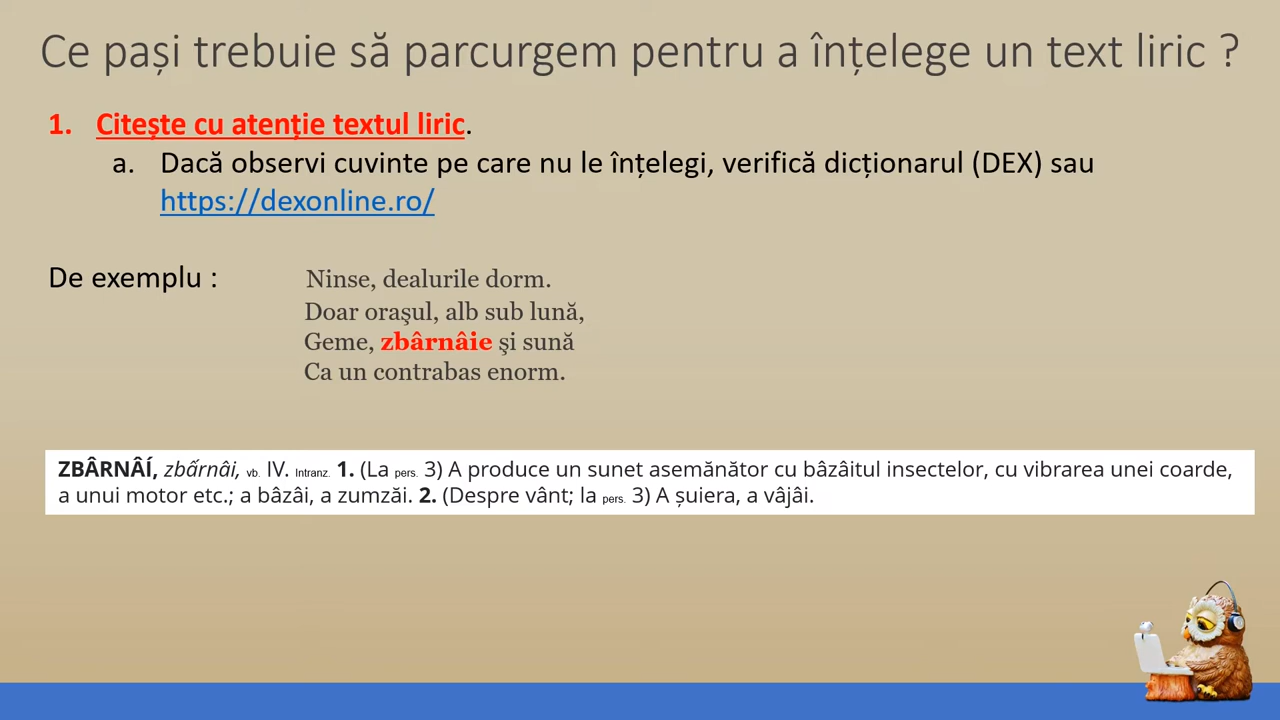 Ce pași trebuie să parcurgem pentru a înțelege un text liric ?
1. Citește cu atenție textul liric.
a. Dacă observi cuvinte pe care nu le înțelegi, verifică dicționarul (DEX) sau
https://dexonline.ro/
De exemplu :
Ninse, dealurile dorm.
Doar oraşul, alb sub lună,
Geme, zbârnâie şi sună
Ca un contrabas enorm.
ZBÂRNÂÍ, zbấrnâi, vb. IV. Intranz. 1. (La pers. 3) A produce un sunet asemănător cu bâzâitul insectelor, cu vibrarea unei coarde,
a unui motor etc.; a bâzâi, a zumzăi. 2. (Despre vânt; la pers. 3) A șuiera, a vâjâi.